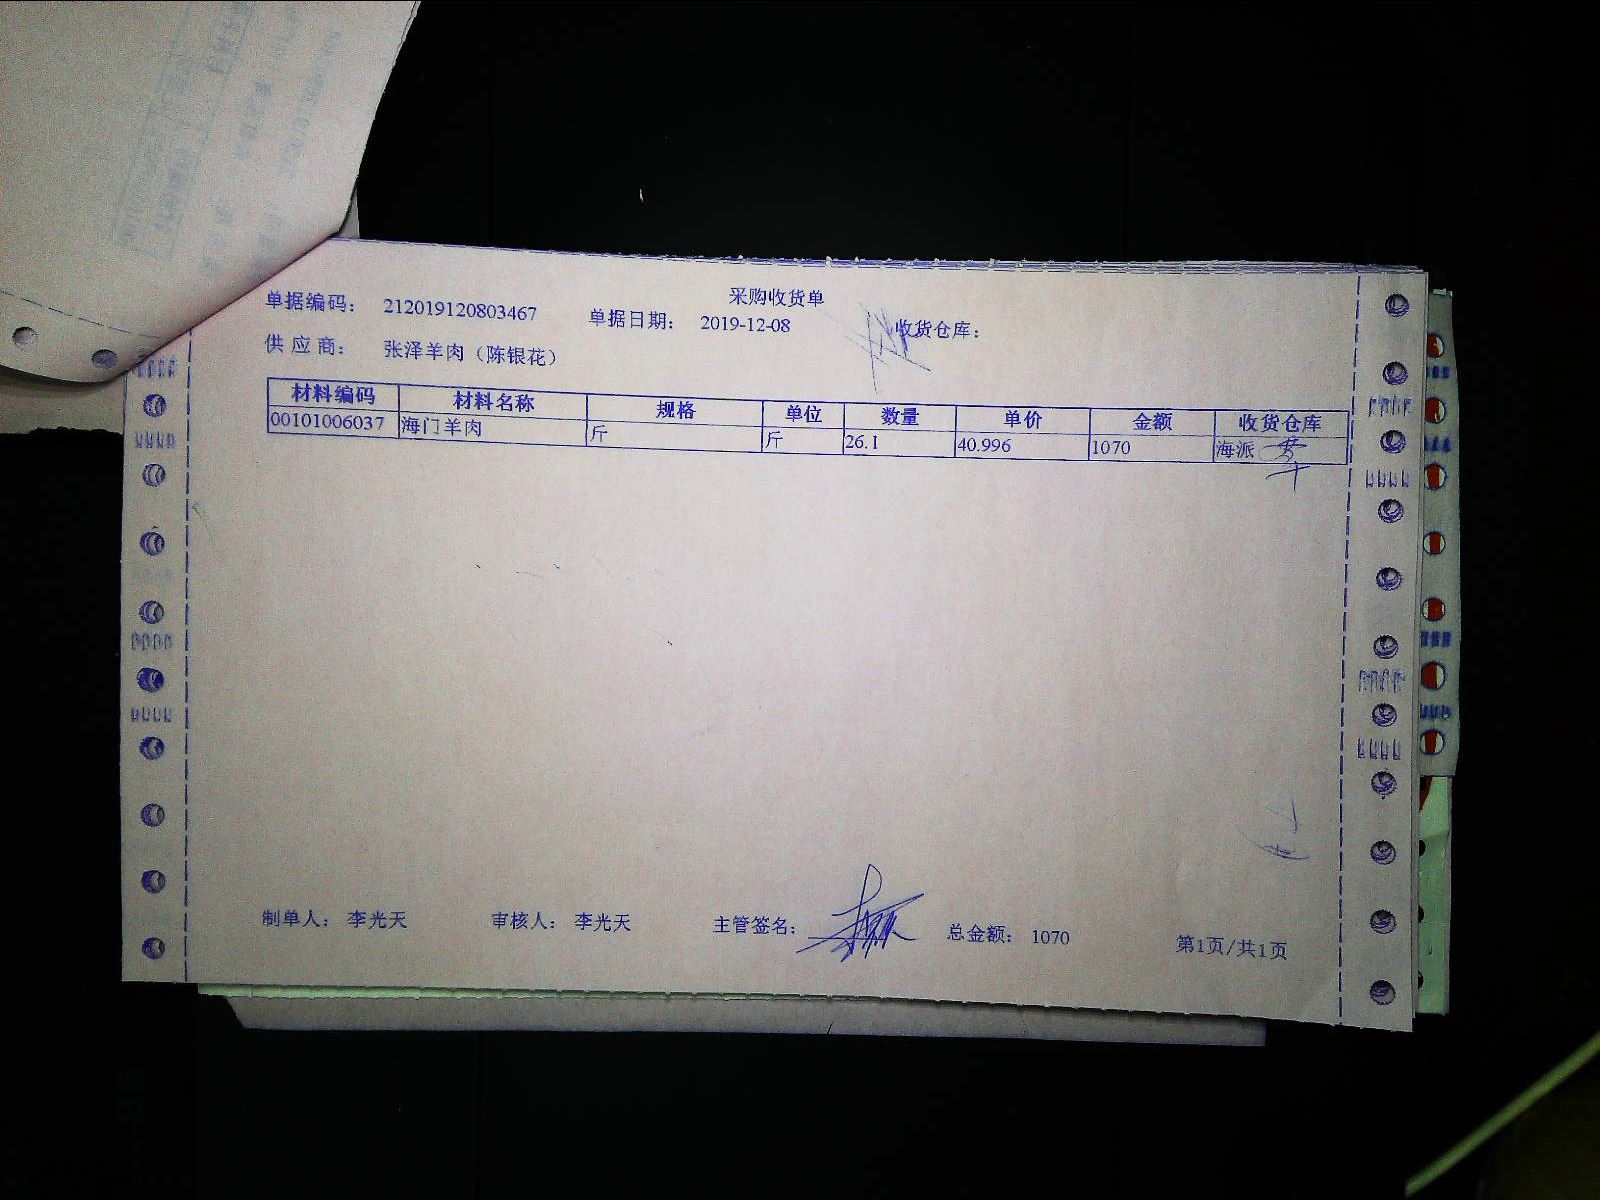 采购收货单
单据编码： 212019120803467 单据日期： 2019-12-08 收货仓库：
供应商： 张泽羊肉（陈银花）
材料编码 材料名称 规格 单位 数量 单价 金额 收货仓库
00101006037 海门羊肉 斤 斤 26.1 40.996 1070 海派
制单人： 李光天 审核人： 李光天 主管签名： 总金额： 1070 第1页/共1页